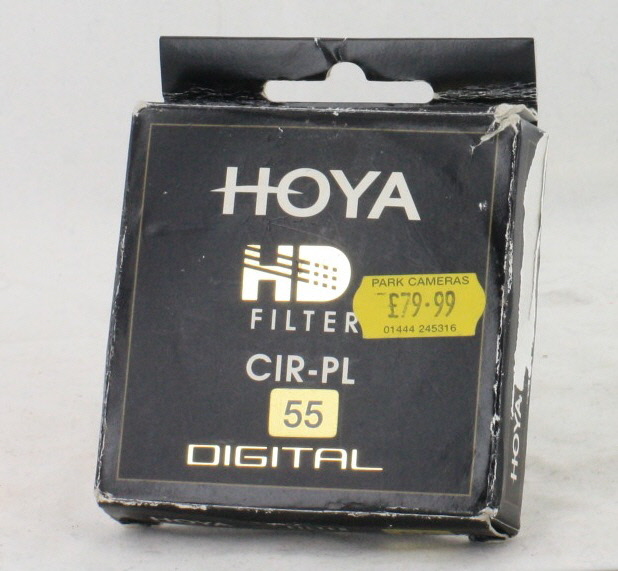 HOYA
HD
FILTER
PARK CAMERAS
£79.99
01444 245316
CIR-PL
55
DIGITAL
HOYA